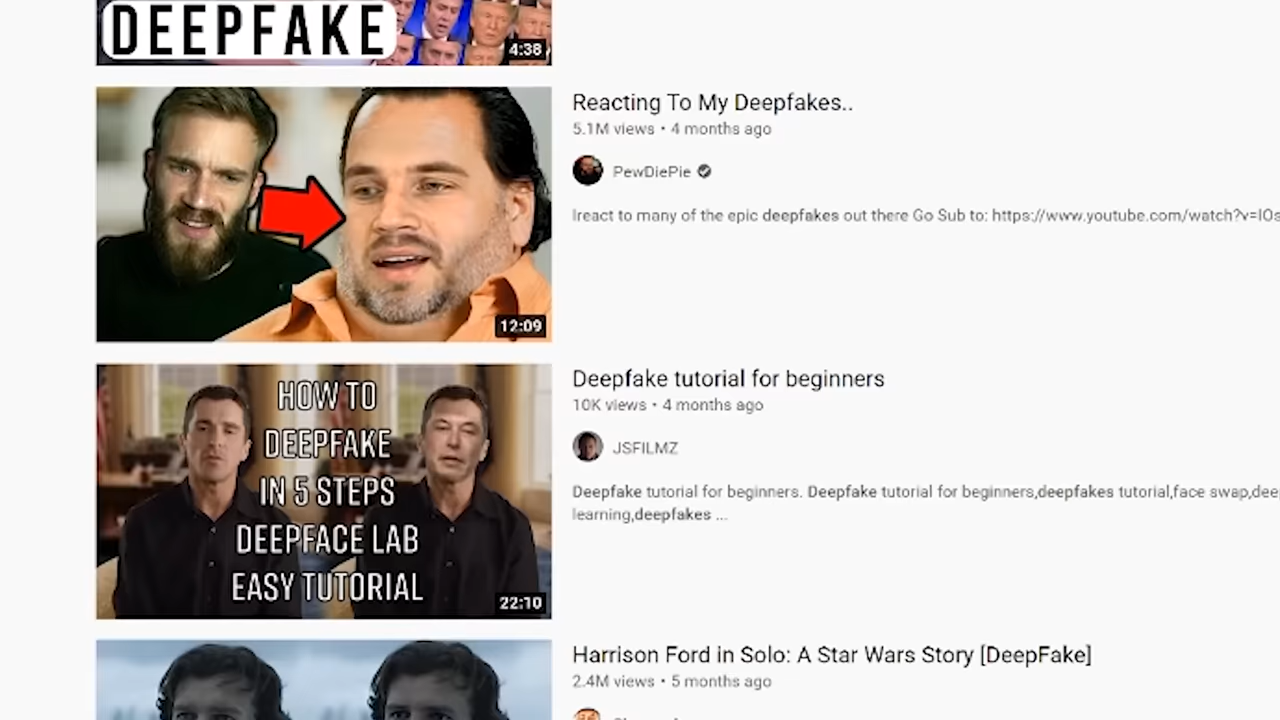 DEEPFAKE
4:38
12:09
Reacting To My Deepfakes..
5.1M views • 4 months ago
PewDiePie
Ireact to many of the epic deepfakes out there Go Sub to: https://www.youtube.com/watch?v=
HOW TO
DEEPFAKE
IN 5 STEPS
DEEPFACE LAB
EASY TUTORIAL
22:10
Deepfake tutorial for beginners
10K views • 4 months ago
JSFILMZ
Deepfake tutorial for beginners. Deepfake tutorial for beginners,deepfakes tutorial,face swap,dee
learning,deepfakes ...
Harrison Ford in Solo: A Star Wars Story [DeepFake]
2.4M views • 5 months ago